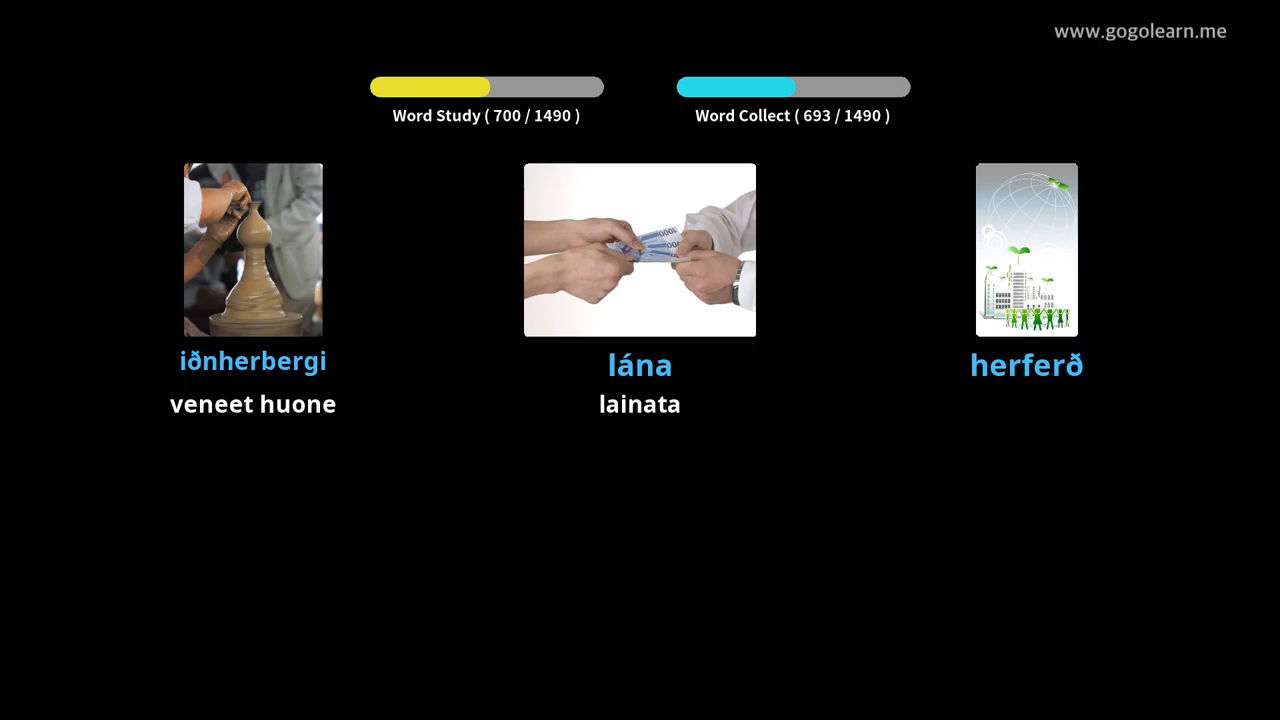 www.gogolearn.me
Word Study ( 700 / 1490 )
Word Collect ( 693 / 1490 )
iðnherbergi
lána
herferð
veneet huone
lainata